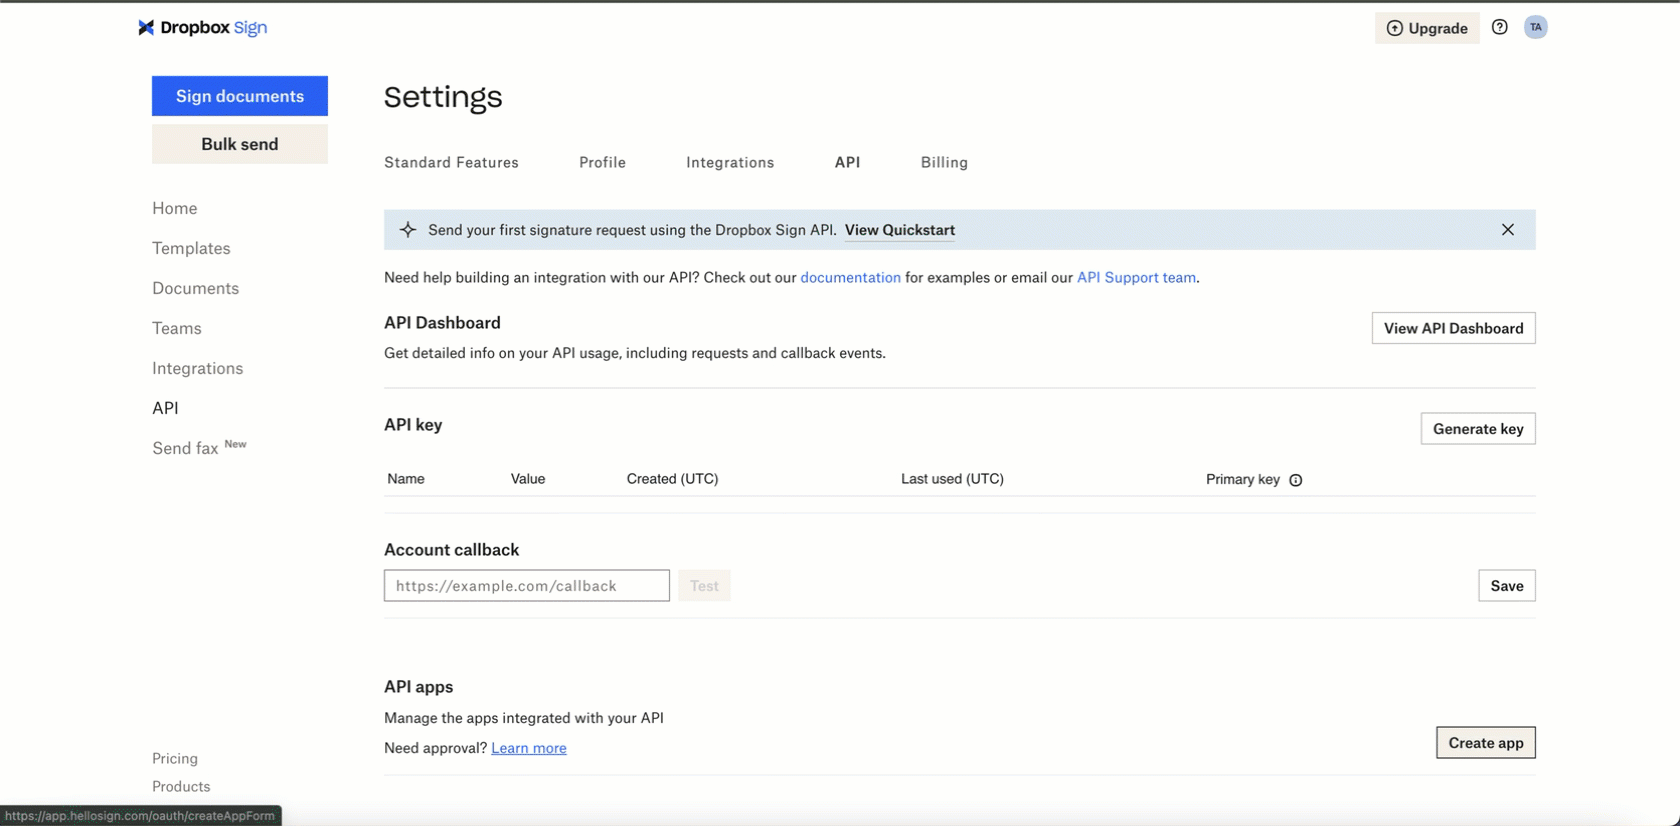 Dropbox Sign
Upgrade
TA
Sign documents
Bulk send
Home
Templates
Documents
Teams
Integrations
API
Send fax New
Pricing
Products
Settings
Standard Features Profile Integrations API Billing
Send your first signature request using the Dropbox Sign API. View Quickstart
Need help building an integration with our API? Check out our documentation for examples or email our API Support team.
API Dashboard
View API Dashboard
Get detailed info on your API usage, including requests and callback events.
API key
Generate key
Name Value Created (UTC) Last used (UTC) Primary key
Account callback
https://example.com/callback Test Save
API apps
Manage the apps integrated with your API
Need approval? Learn more
Create app
https://app.hellosign.com/oauth/createAppForm